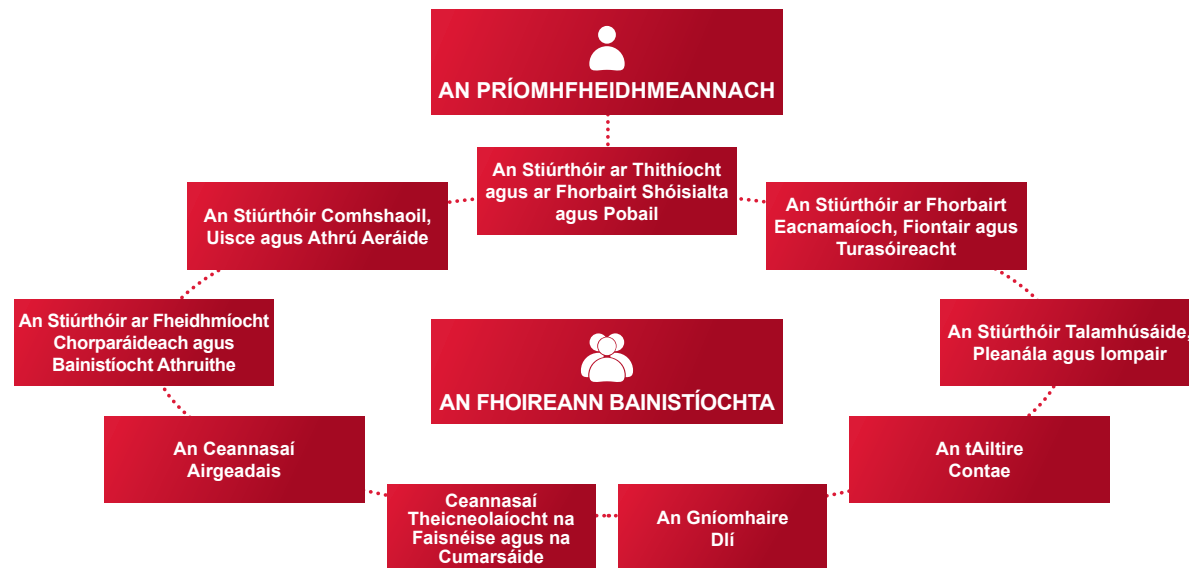 AN PRÍOMHFHEIDHMEANNACH
An Stiúrthóir ar Thithíocht
agus ar Fhorbairt Shóisialta
agus Pobail
An Stiúrthóir Comhshaoil,
Uisce agus Athrú Aeráide
An Stiúrthóir ar Fhorbairt
Eacnamaíoch, Fiontair agus
Turasóireacht
An Stiúrthóir ar Fheidhmíocht
Chorparáideach agus
Bainistíocht Athruithe
AN FHOIREANN BAINISTÍOCHTA
An Stiúrthóir Talamhúsáide,
Pleanála agus Iompair
An Ceannasaí
Airgeadais
An tAiltire
Contae
Ceannasaí
Theicneolaíocht na
Faisnéise agus na
Cumarsáide
An Gníomhaire
Dlí